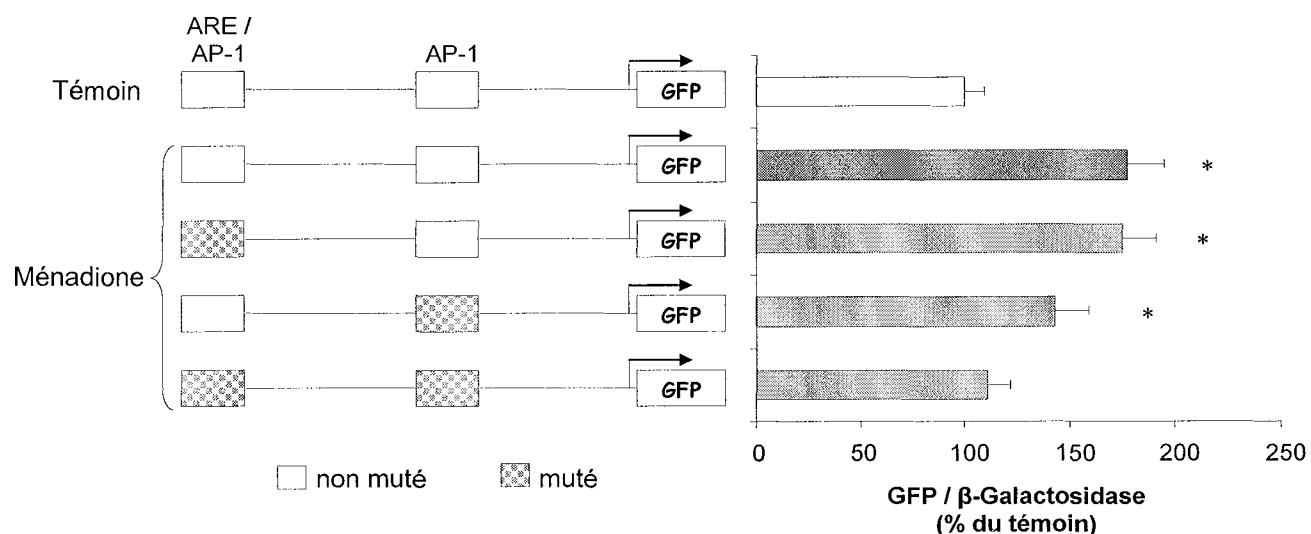 ARE /
AP-1
AP-1
Témoin
GFP
GFP
*
GFP
*
Ménadione
GFP
*
GFP
non muté
muté
0 50 100 150 200 250
GFP / β-Galactosidase
(% du témoin)